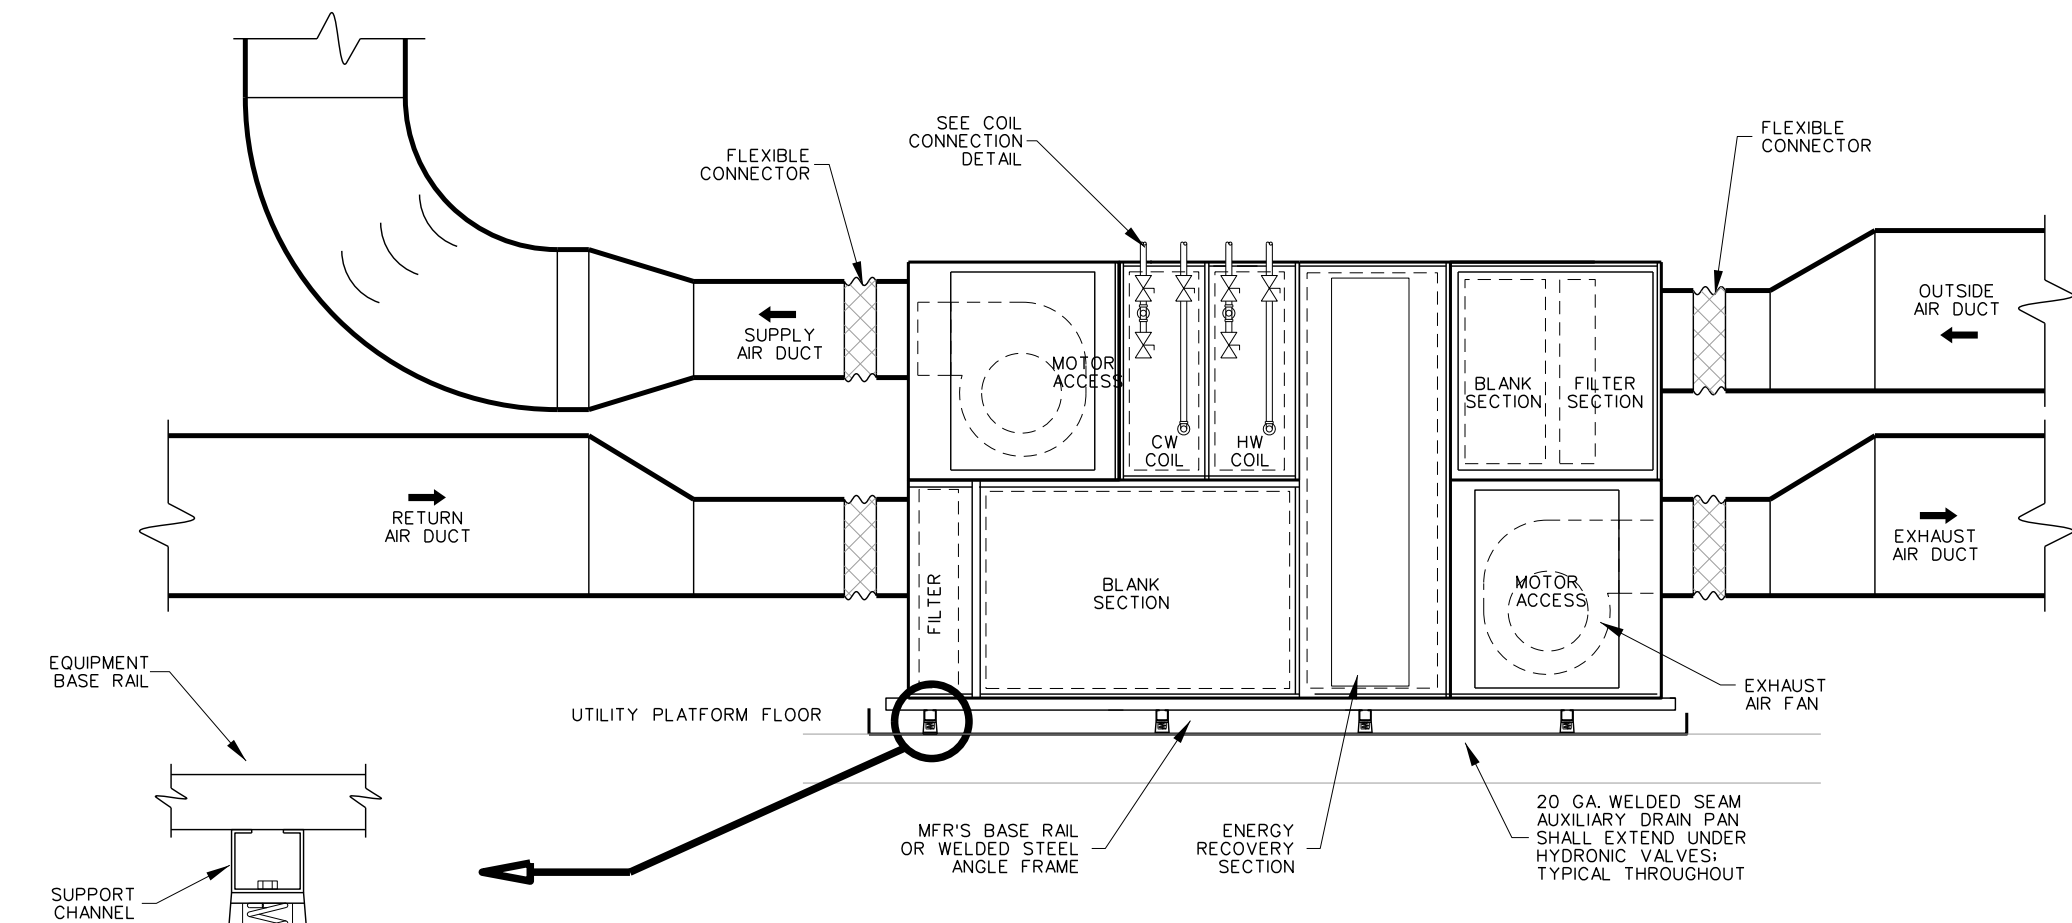 SEE COIL
CONNECTION
DETAIL
FLEXIBLE
CONNECTOR
FLEXIBLE
CONNECTOR
SUPPLY
AIR DUCT
OUTSIDE
AIR DUCT
MOTOR
ACCESS
BLANK
SECTION
FILTER
SECTION
CW
COIL
HW
COIL
RETURN
AIR DUCT
EXHAUST
AIR DUCT
FILTER
BLANK
SECTION
MOTOR
ACCESS
EQUIPMENT
BASE RAIL
UTILITY PLATFORM FLOOR
EXHAUST
AIR FAN
MFR'S BASE RAIL
OR WELDED STEEL
ANGLE FRAME
ENERGY
RECOVERY
SECTION
20 GA. WELDED SEAM
AUXILIARY DRAIN PAN
SHALL EXTEND UNDER
HYDRONIC VALVES;
TYPICAL THROUGHOUT
SUPPORT
CHANNEL